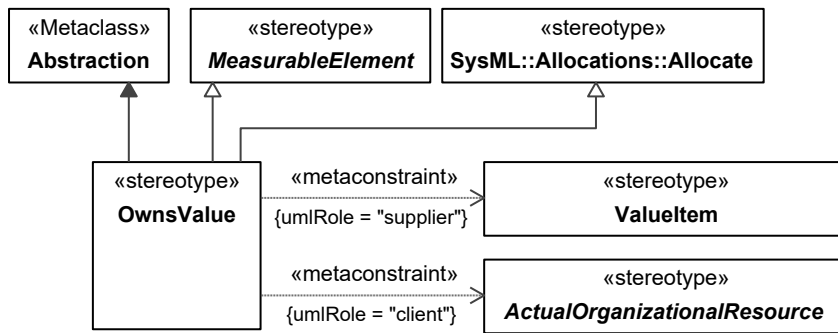 «Metaclass»
Abstraction
«stereotype»
MeasurableElement
«stereotype»
SysML::Allocations::Allocate
«stereotype»
OwnsValue
«metaconstraint»
{umlRole = "supplier"}
«stereotype»
ValueItem
«metaconstraint»
{umlRole = "client"}
«stereotype»
ActualOrganizationalResource